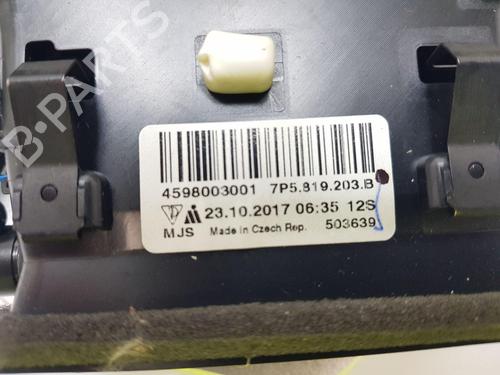 B-PARTS
4598003001 7P5.819.203.B
23.10.2017 06:35 12S
MJS Made in Czech Rep. 503639